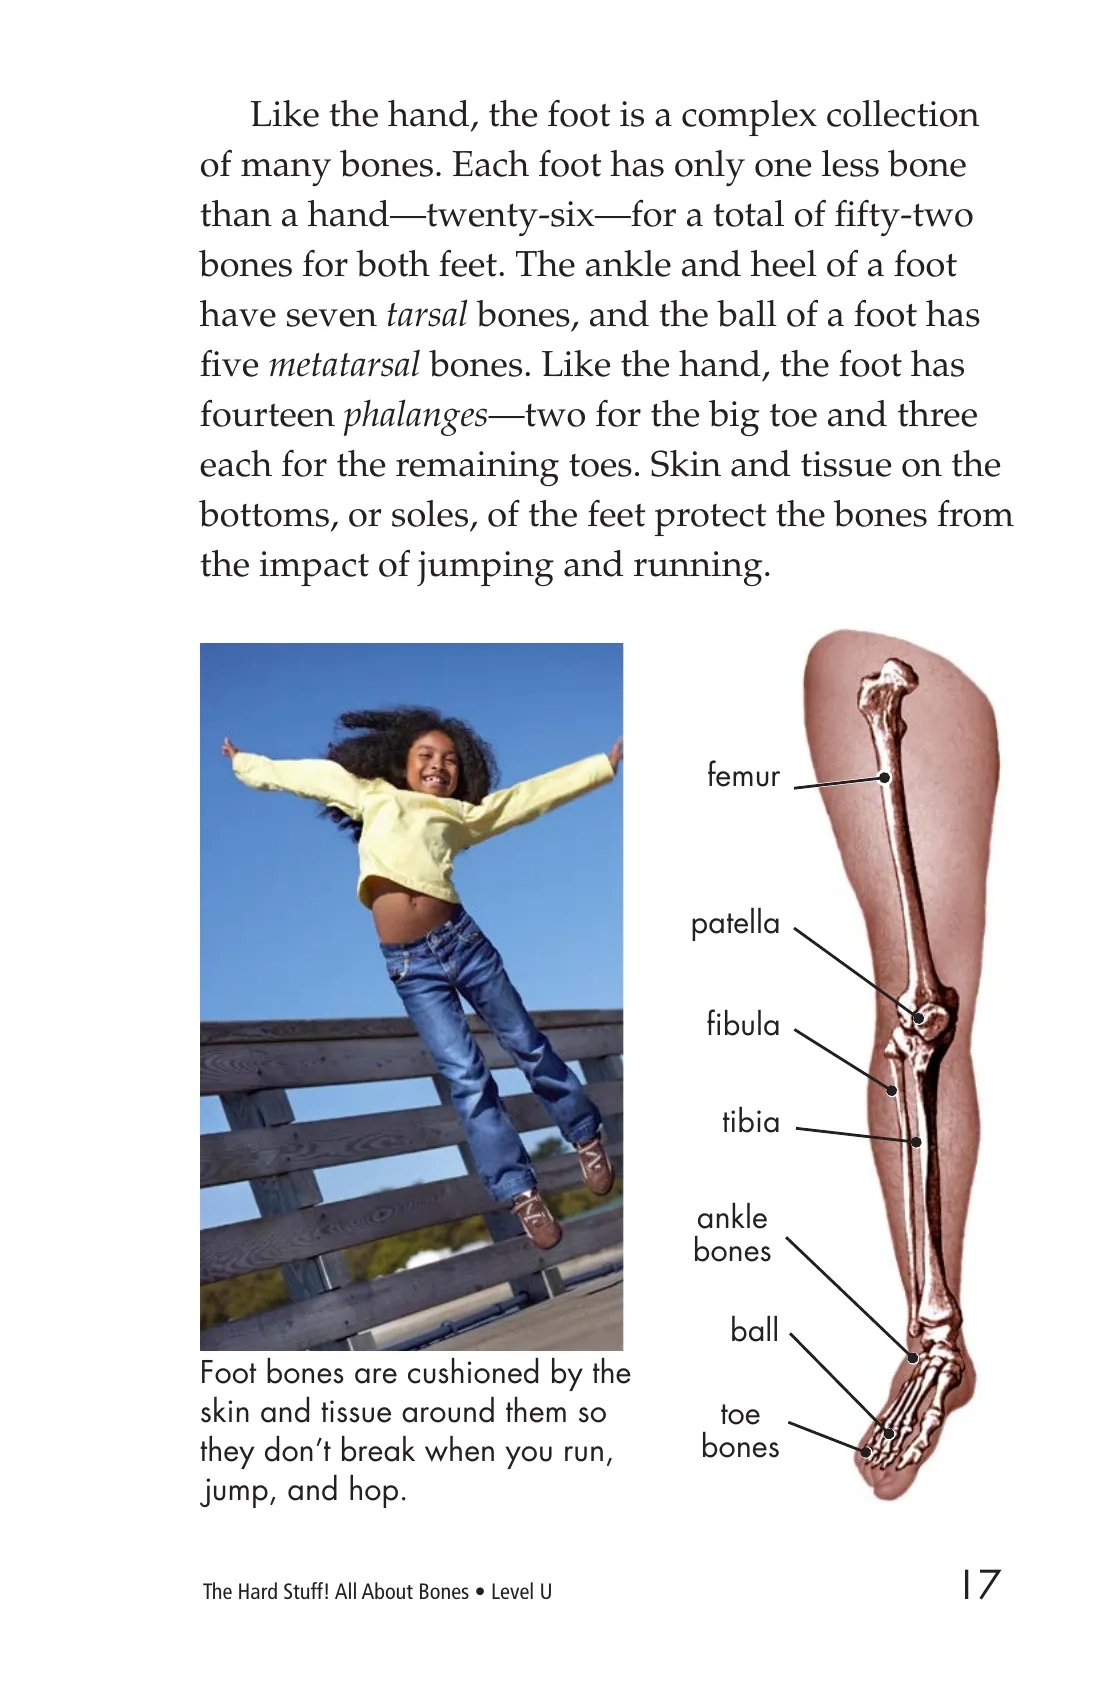 Like the hand, the foot is a complex collection
of many bones. Each foot has only one less bone
than a hand—twenty-six—for a total of fifty-two
bones for both feet. The ankle and heel of a foot
have seven tarsal bones, and the ball of a foot has
five metatarsal bones. Like the hand, the foot has
fourteen phalanges—two for the big toe and three
each for the remaining toes. Skin and tissue on the
bottoms, or soles, of the feet protect the bones from
the impact of jumping and running.
femur
patella
fibula
tibia
ankle
bones
ball
toe
bones
Foot bones are cushioned by the
skin and tissue around them so
they don’t break when you run,
jump, and hop.
The Hard Stuff! All About Bones • Level U
17